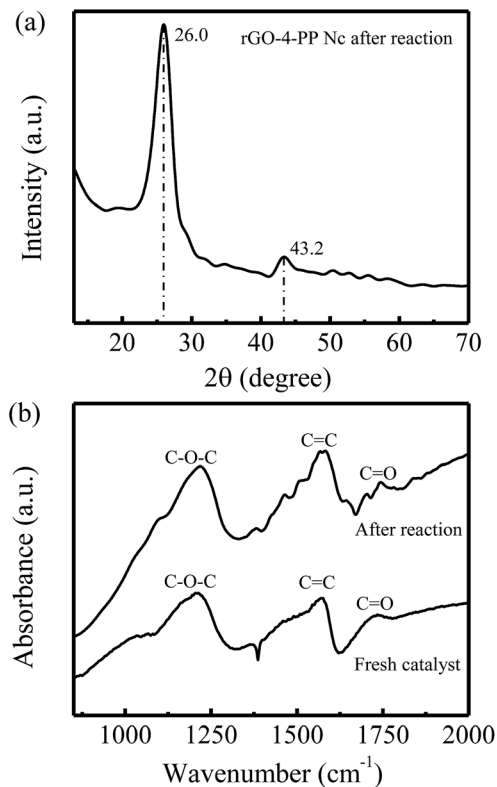 (a)
26.0
rGO-4-PP Nc after reaction
43.2
Intensity (a.u.)
20 30 40 50 60 70
2θ (degree)
(b)
C-O-C
C=C
C=O
After reaction
C-O-C
C=C
C=O
Fresh catalyst
Absorbance (a.u.)
1000 1250 1500 1750 2000
Wavenumber (cm⁻¹)